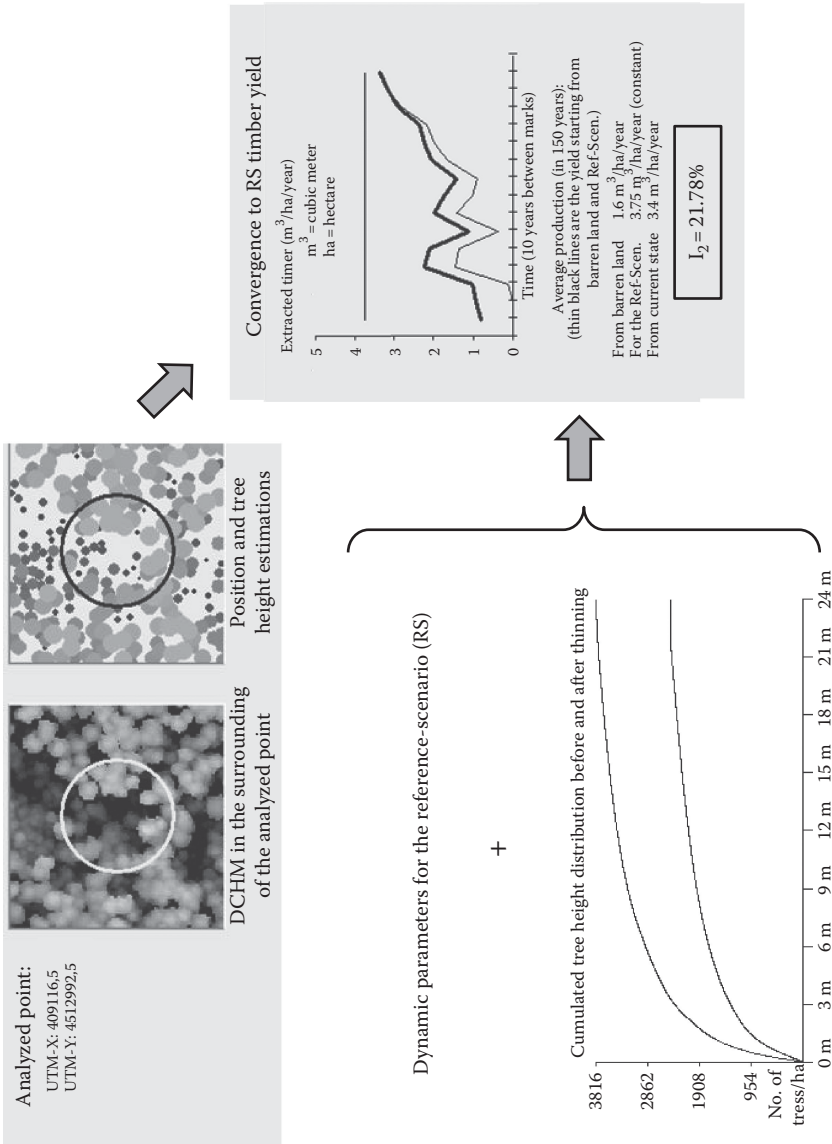 Analyzed point:
UTM-X: 409116,5
UTM-Y: 4512992,5
DCHM in the surrounding
of the analyzed point
Position and tree
height estimations
Dynamic parameters for the reference-scenario (RS)
+
Cumulated tree height distribution before and after thinning
3816
2862
1908
954
No. of
tress/ha
0 m
3 m
6 m
9 m
12 m
15 m
18 m
21 m
24 m
Convergence to RS timber yield
Extracted timer (m³/ha/year)
m³ = cubic meter
ha = hectare
5
4
3
2
1
0
Time (10 years between marks)
Average production (in 150 years):
(thin black lines are the yield starting from
barren land and Ref-Scen.)
From barren land 1.6 m³/ha/year
For the Ref-Scen. 3.75 m³/ha/year (constant)
From current state 3.4 m³/ha/year
I₂ = 21.78%